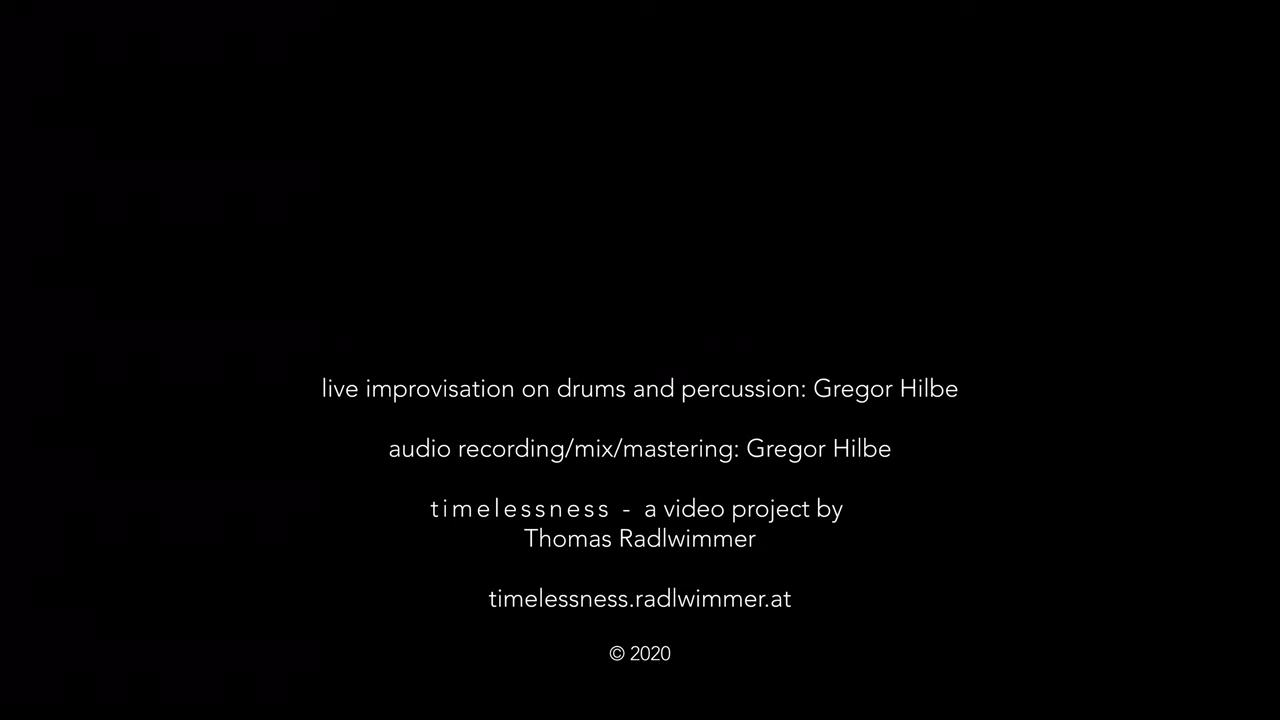 live improvisation on drums and percussion: Gregor Hilbe
audio recording/mix/mastering: Gregor Hilbe
timelessness - a video project by
Thomas Radlwimmer
timelessness.radlwimmer.at
© 2020